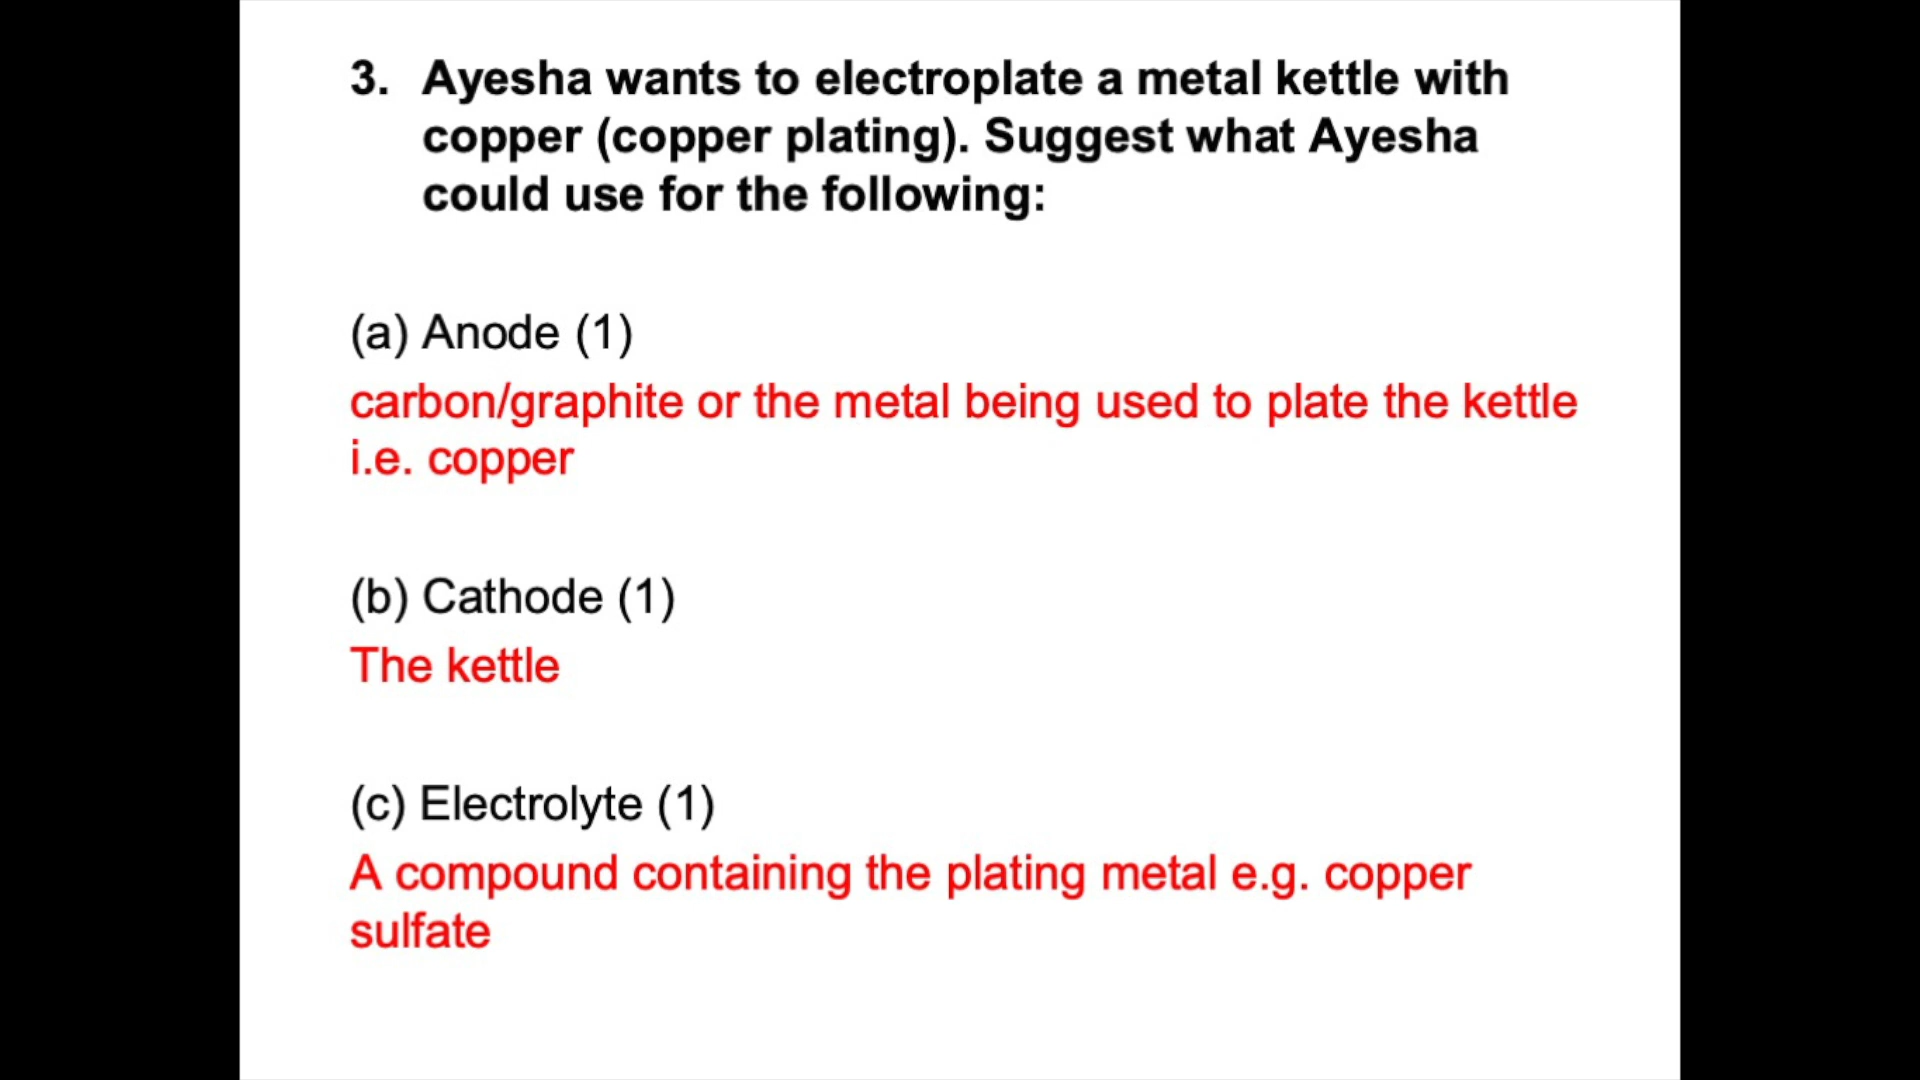 3. Ayesha wants to electroplate a metal kettle with
copper (copper plating). Suggest what Ayesha
could use for the following:
(a) Anode (1)
carbon/graphite or the metal being used to plate the kettle
i.e. copper
(b) Cathode (1)
The kettle
(c) Electrolyte (1)
A compound containing the plating metal e.g. copper
sulfate